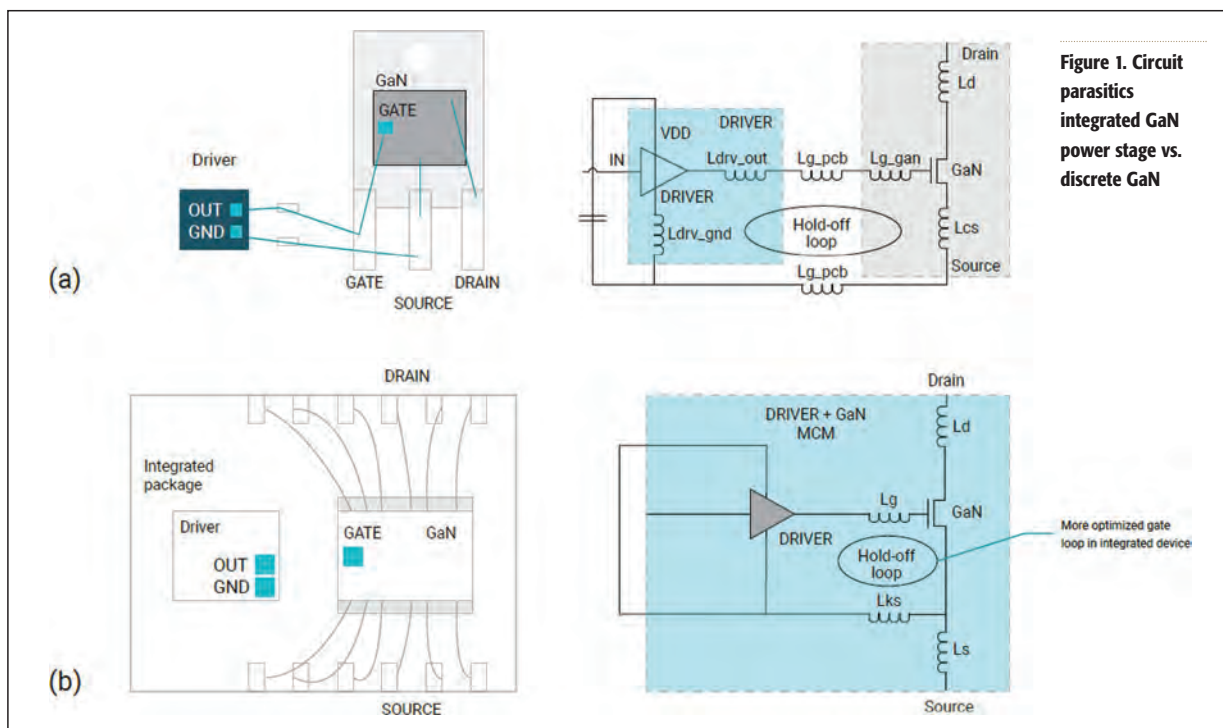 GaN
GATE
Driver
OUT
GND
GATE
SOURCE
DRAIN
(a)
Drain
Ld
VDD
DRIVER
IN
Ldrv_out
Lg_pcb
Lg_gan
GaN
DRIVER
Ldrv_gnd
Hold-off
loop
Lcs
Source
Lg_pcb
Figure 1. Circuit
parasitics
integrated GaN
power stage vs.
discrete GaN
DRAIN
Integrated
package
Driver
OUT
GND
GATE
GaN
SOURCE
(b)
Drain
DRIVER + GaN
MCM
Ld
Lg
GaN
DRIVER
Hold-off
loop
Lks
Ls
Source
More optimized gate
loop in integrated device